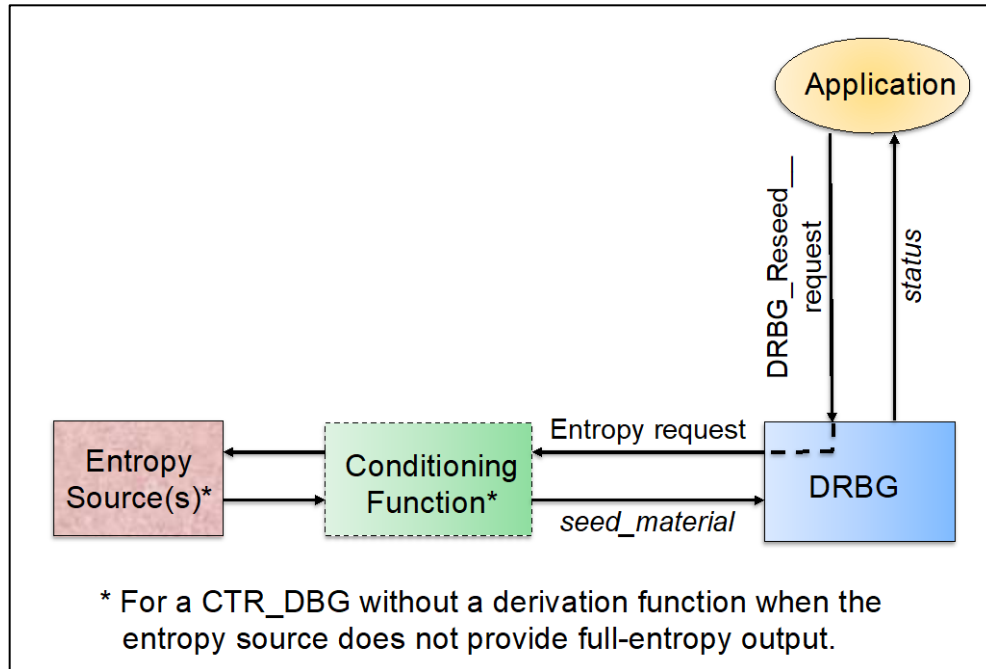 Application
DRBG_Reseed__
request
status
Entropy request
Entropy
Source(s)*
Conditioning
Function*
DRBG
seed_material
* For a CTR_DBG without a derivation function when the
entropy source does not provide full-entropy output.